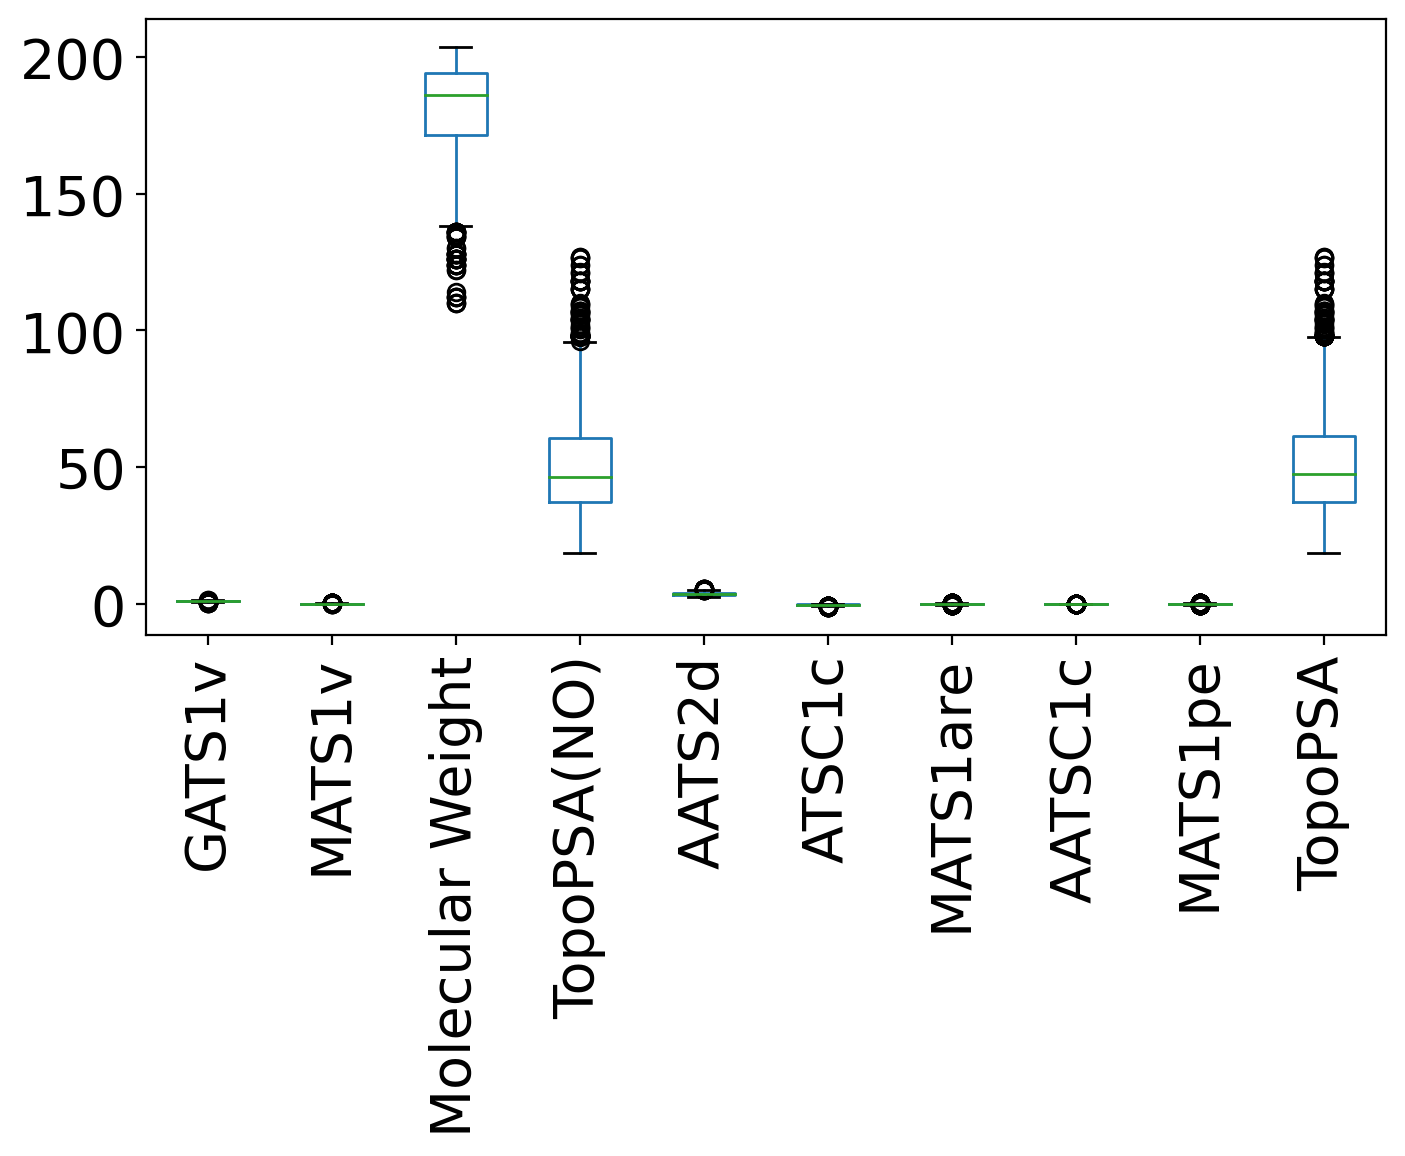 200
150
100
50
0
GATS1v
MATS1v
Molecular Weight
TopoPSA(NO)
AATS2d
ATSC1c
MATS1are
AATSC1c
MATS1pe
TopoPSA